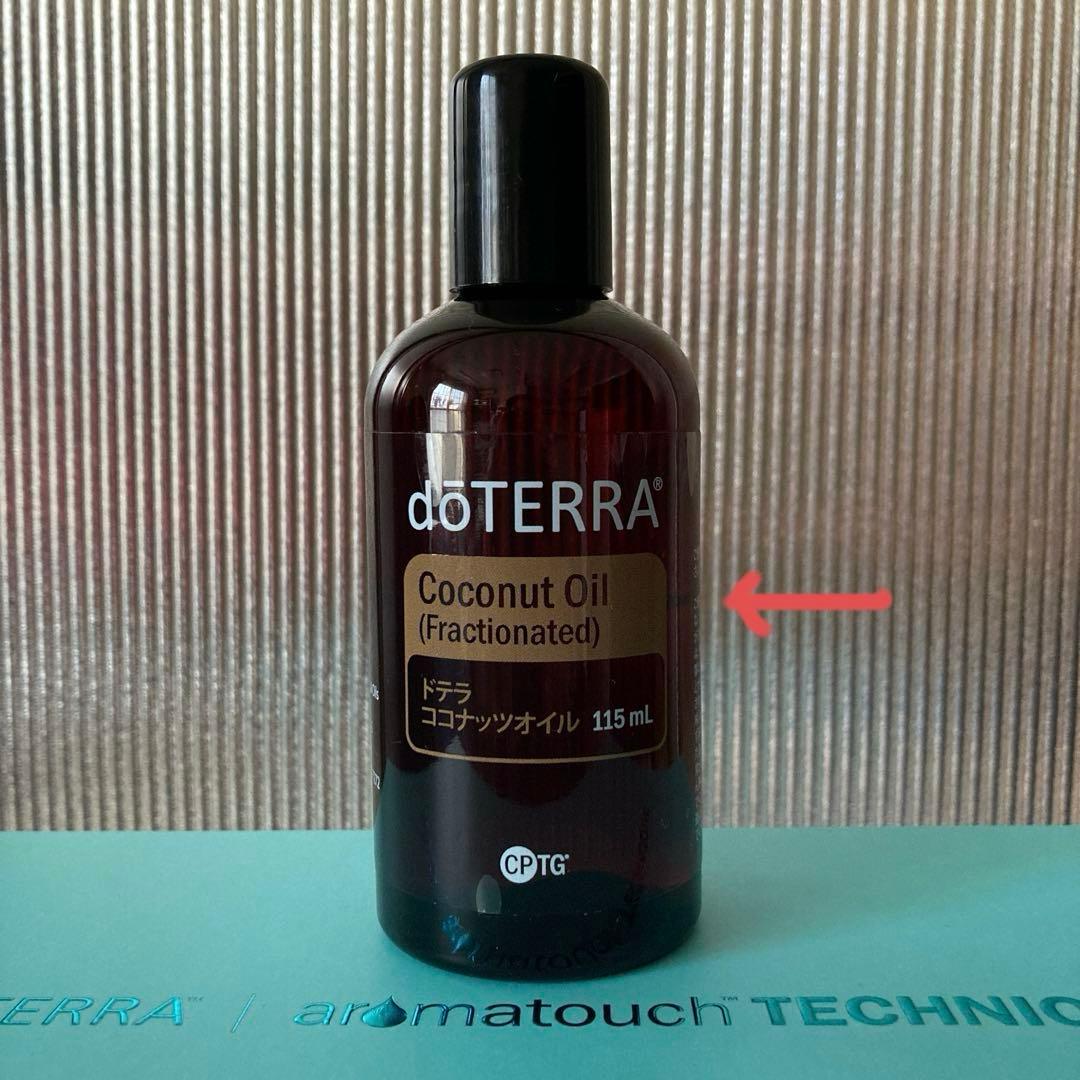 dōTERRA®
Coconut Oil
(Fractionated)
ドテラ
ココナッツオイル 115 mL
CPTG®
TERRA™ / aromatouch™ TECHNIC